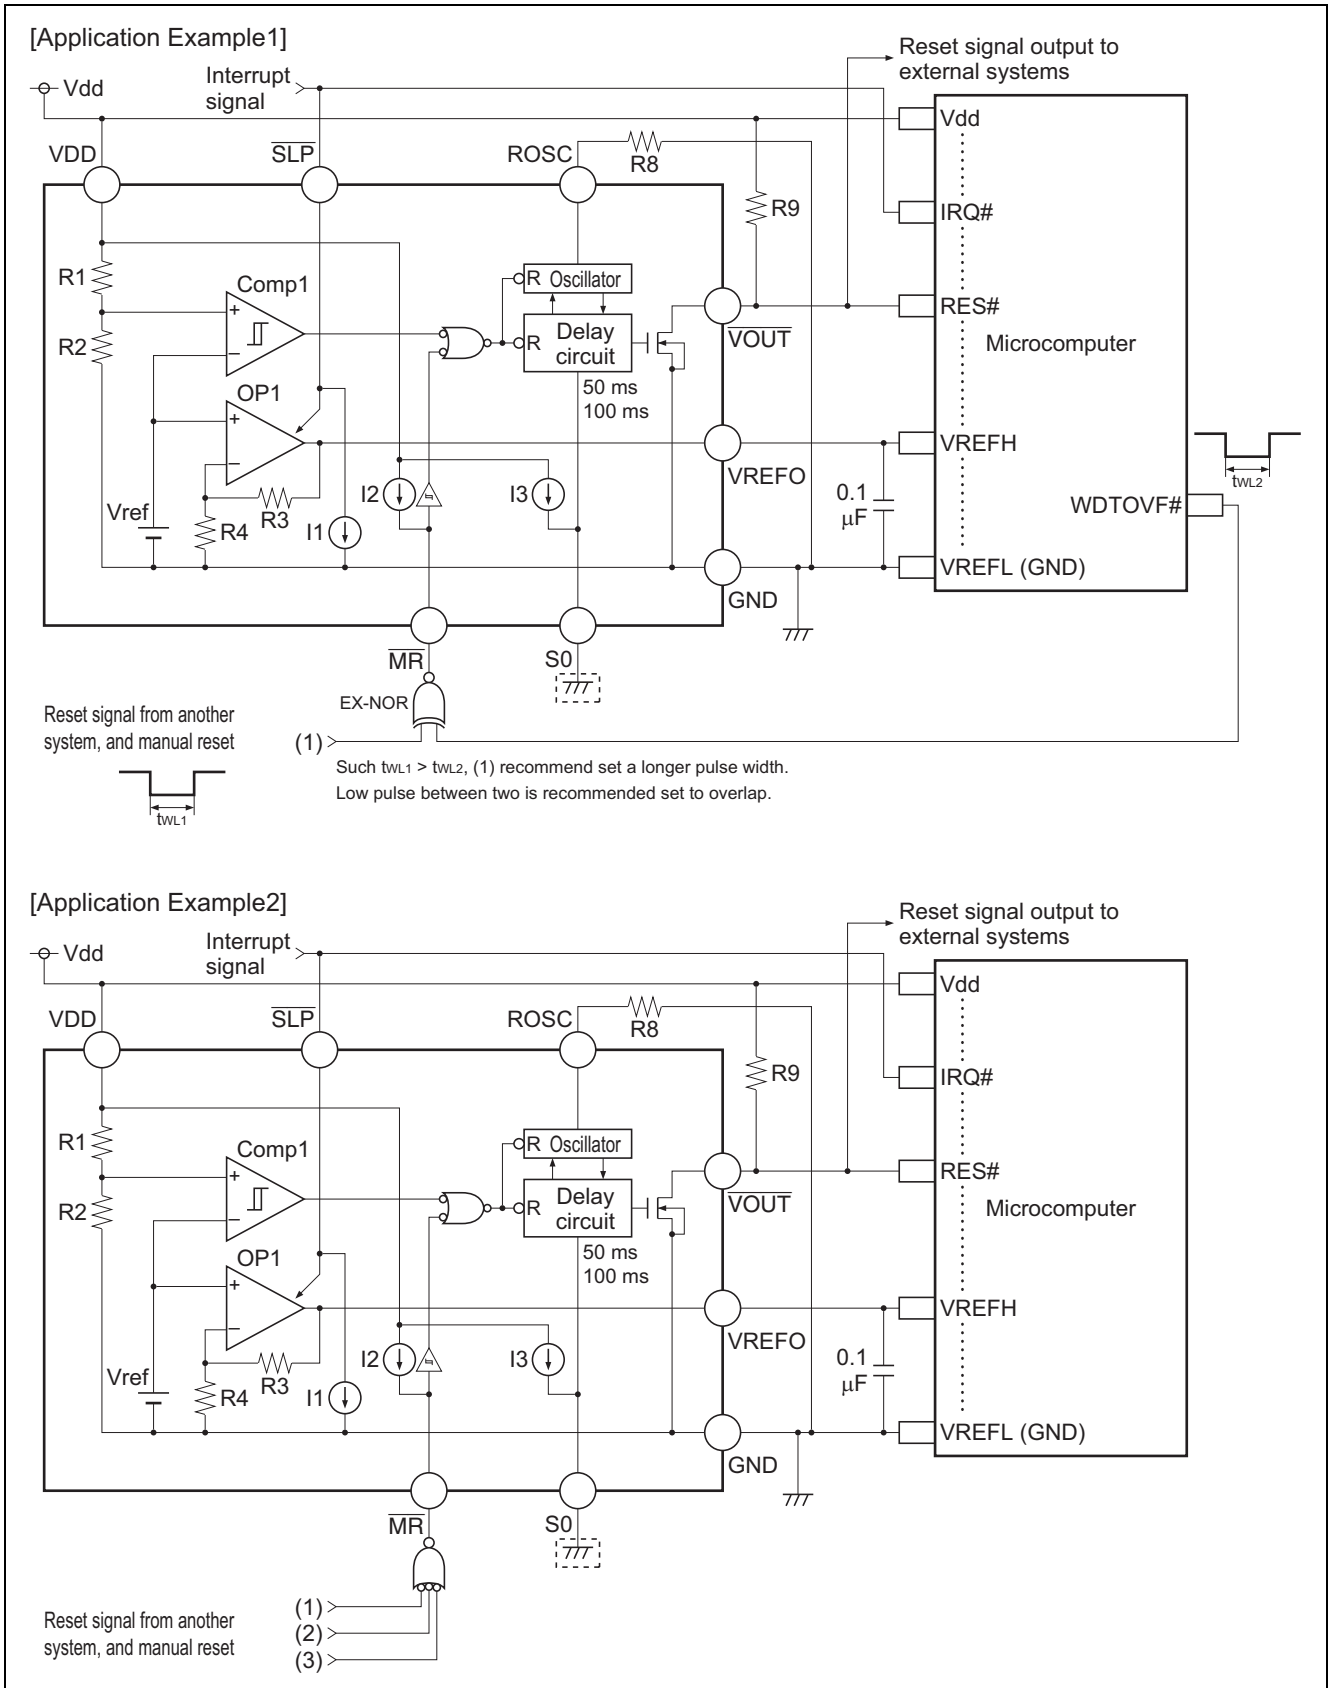 [Application Example1]
Vdd
Interrupt
signal
Reset signal output to
external systems
VDD
SLP
ROSC
R8
Vdd
R9
IRQ#
R1
Comp1
+
−
R Oscillator
RES#
R2
R
Delay
circuit
VOUT
Microcomputer
OP1
50 ms
100 ms
+
−
VREFH
VREFO
tWL2
I2
I3
0.1
µF
WDTOVF#
Vref
R3
R4
I1
VREFL (GND)
GND
MR
S0
EX-NOR
Reset signal from another
system, and manual reset
(1)
tWL1
Such tWL1 > tWL2, (1) recommend set a longer pulse width.
Low pulse between two is recommended set to overlap.
[Application Example2]
Vdd
Interrupt
signal
Reset signal output to
external systems
VDD
SLP
ROSC
R8
Vdd
R9
IRQ#
R1
Comp1
+
−
R Oscillator
RES#
R2
R
Delay
circuit
VOUT
Microcomputer
OP1
50 ms
100 ms
+
−
VREFH
VREFO
I2
I3
0.1
µF
Vref
R3
R4
I1
VREFL (GND)
GND
MR
S0
Reset signal from another
system, and manual reset
(1)
(2)
(3)